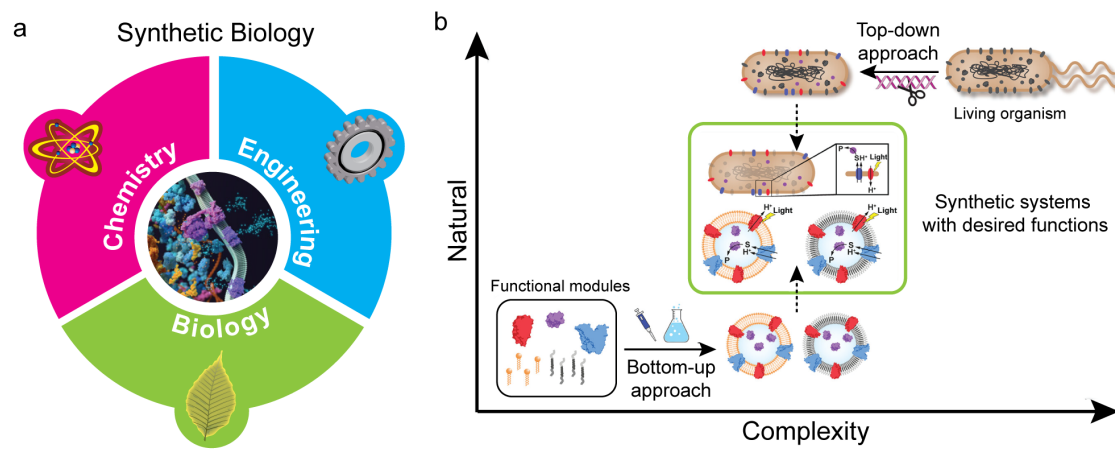 a
Synthetic Biology
Chemistry
Engineering
Biology
b
Natural
Complexity
Top-down
approach
Living organism
P
SH⁺
Light
H⁺
Synthetic systems
with desired functions
H⁺
Light
S
H⁺
P
H⁺
Light
S
H⁺
P
Functional modules
Bottom-up
approach